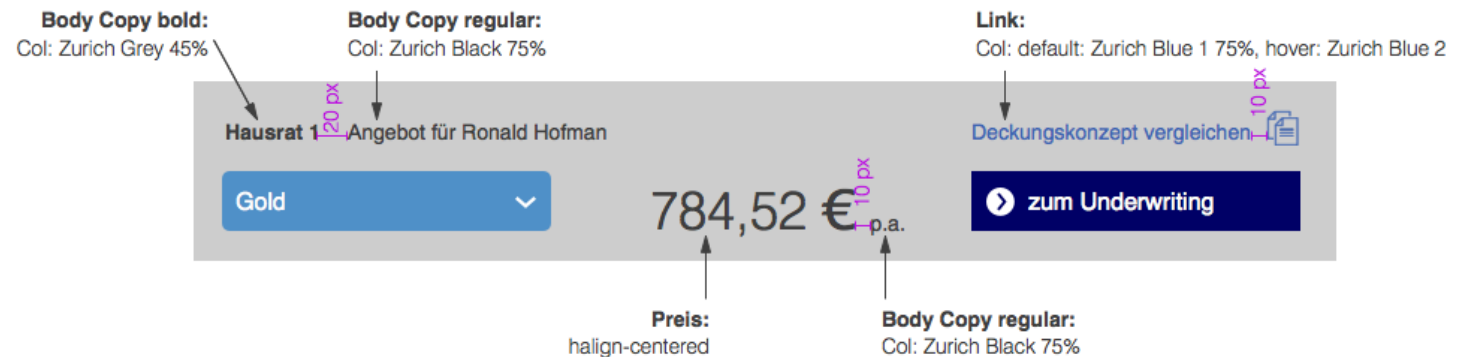 Body Copy bold:
Col: Zurich Grey 45%
Body Copy regular:
Col: Zurich Black 75%
Link:
Col: default: Zurich Blue 1 75%, hover: Zurich Blue 2
Hausrat 1
20 px
Angebot für Ronald Hofman
Deckungskonzept vergleichen
10 px
Gold
784,52 €
10 px
p.a.
zum Underwriting
Preis:
halign-centered
Body Copy regular:
Col: Zurich Black 75%